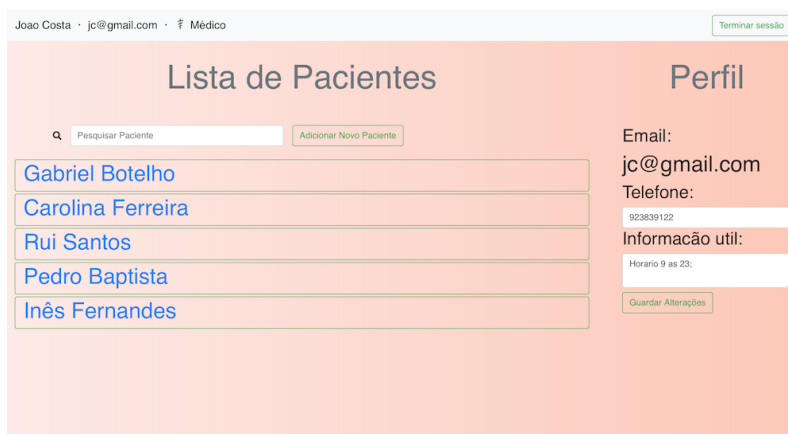 Joao Costa · jc@gmail.com · ⚕ Médico
Terminar sessão
Lista de Pacientes
Pesquisar Paciente
Adicionar Novo Paciente
Gabriel Botelho
Carolina Ferreira
Rui Santos
Pedro Baptista
Inês Fernandes
Perfil
Email:
jc@gmail.com
Telefone:
923839122
Informacão util:
Horario 9 as 23;
Guardar Alterações